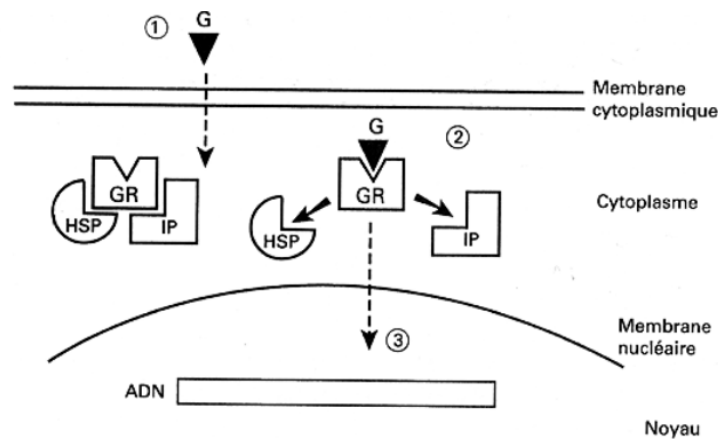 ① G
Membrane
cytoplasmique
G ②
GR
HSP
IP
GR
HSP
IP
Cytoplasme
Membrane
nucléaire
③
ADN
Noyau